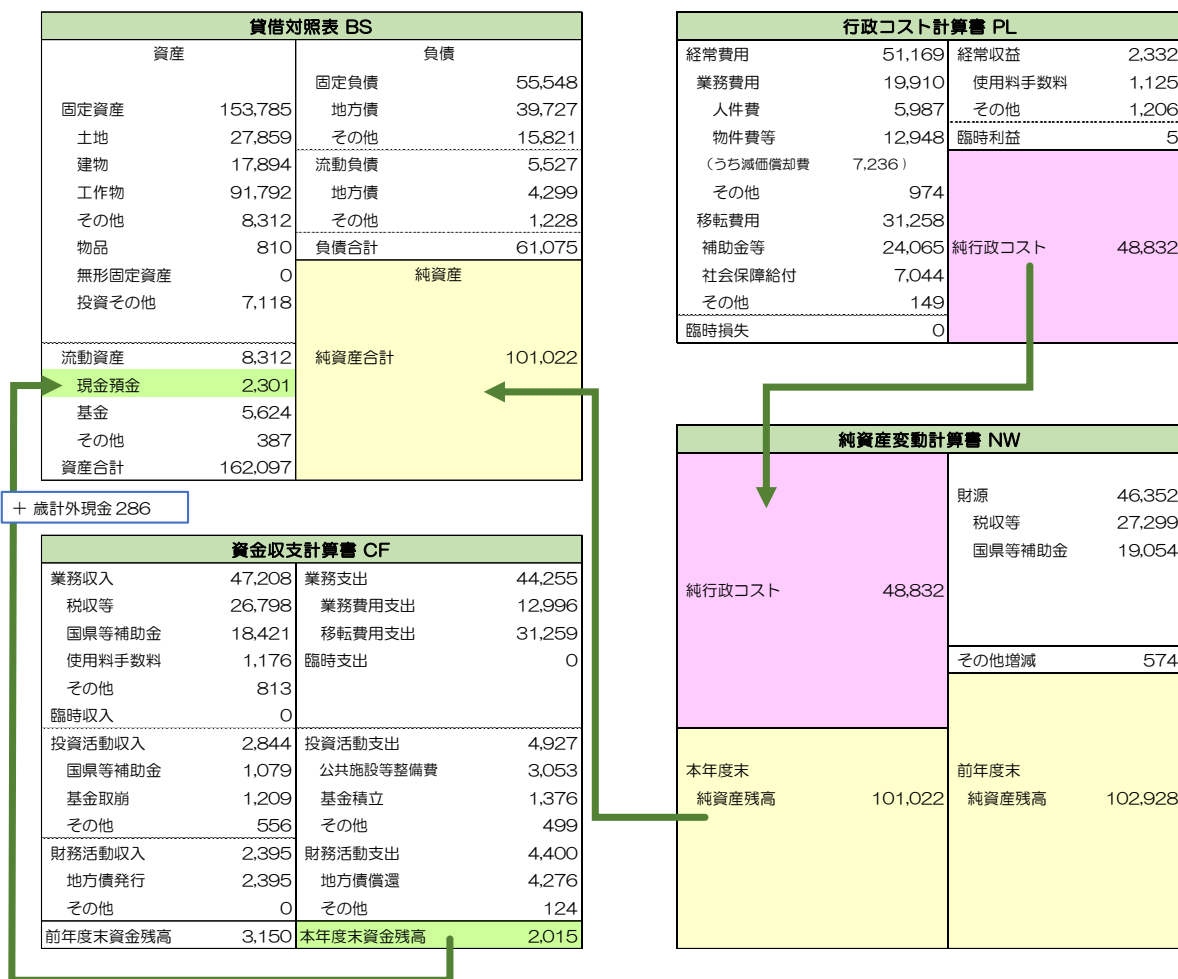 貸借対照表 BS
資産 負債
固定負債 55,548
固定資産 153,785 地方債 39,727
土地 27,859 その他 15,821
建物 17,894 流動負債 5,527
工作物 91,792 地方債 4,299
その他 8,312 その他 1,228
物品 810 負債合計 61,075
無形固定資産 0 純資産
投資その他 7,118
流動資産 8,312 純資産合計 101,022
現金預金 2,301
基金 5,624
その他 387
資産合計 162,097
+ 歳計外現金 286
行政コスト計算書 PL
経常費用 51,169 経常収益 2,332
業務費用 19,910 使用料手数料 1,125
人件費 5,987 その他 1,206
物件費等 12,948 臨時利益 5
(うち減価償却費 7,236)
その他 974
移転費用 31,258
補助金等 24,065 純行政コスト 48,832
社会保障給付 7,044
その他 149
臨時損失 0
資金収支計算書 CF
業務収入 47,208 業務支出 44,255
税収等 26,798 業務費用支出 12,996
国県等補助金 18,421 移転費用支出 31,259
使用料手数料 1,176 臨時支出 0
その他 813
臨時収入 0
投資活動収入 2,844 投資活動支出 4,927
国県等補助金 1,079 公共施設等整備費 3,053
基金取崩 1,209 基金積立 1,376
その他 556 その他 499
財務活動収入 2,395 財務活動支出 4,400
地方債発行 2,395 地方債償還 4,276
その他 0 その他 124
前年度末資金残高 3,150 本年度末資金残高 2,015
純資産変動計算書 NW
財源 46,352
税収等 27,299
国県等補助金 19,054
純行政コスト 48,832
その他増減 574
本年度末 前年度末
純資産残高 101,022 純資産残高 102,928